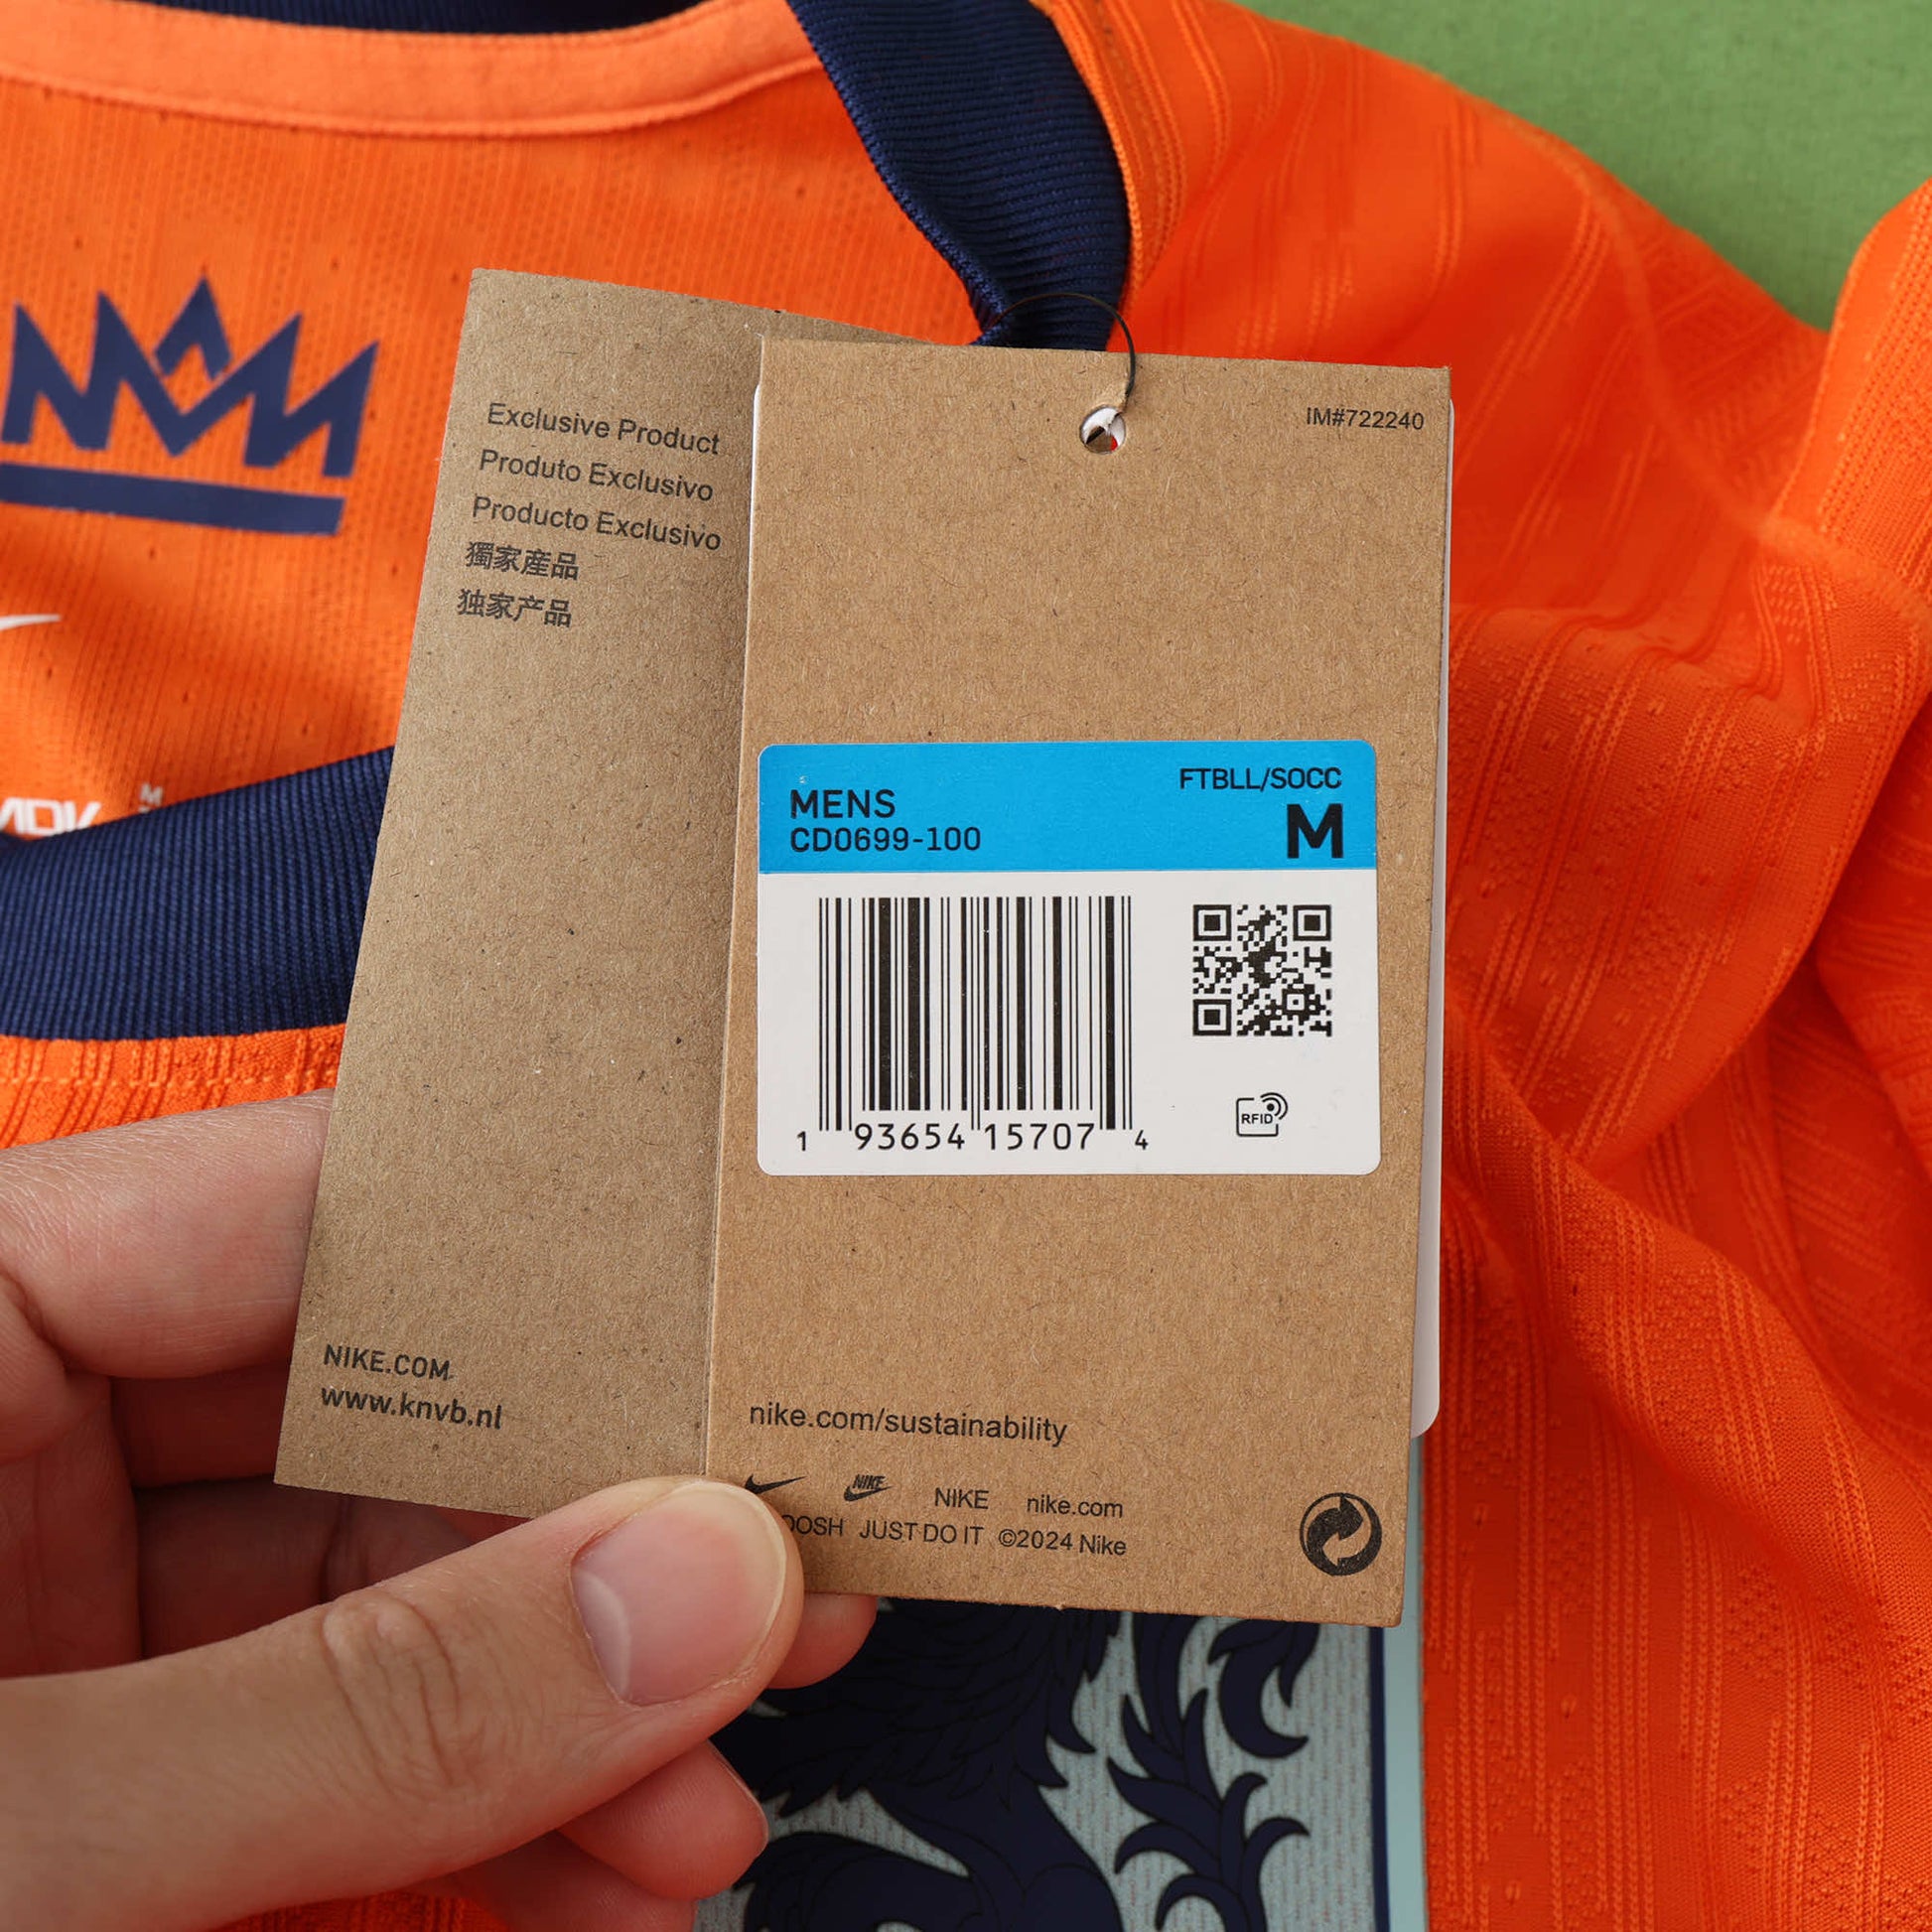 Exclusive Product
Produto Exclusivo
Producto Exclusivo
獨家産品
独家产品
NIKE.COM
www.knvb.nl
IM#722240
MENS
CD0699-100
FTBLL/SOCC
M
1 93654 15707 4
RFID
nike.com/sustainability
NIKE NIKE nike.com
JUST DO IT ©2024 Nike
M